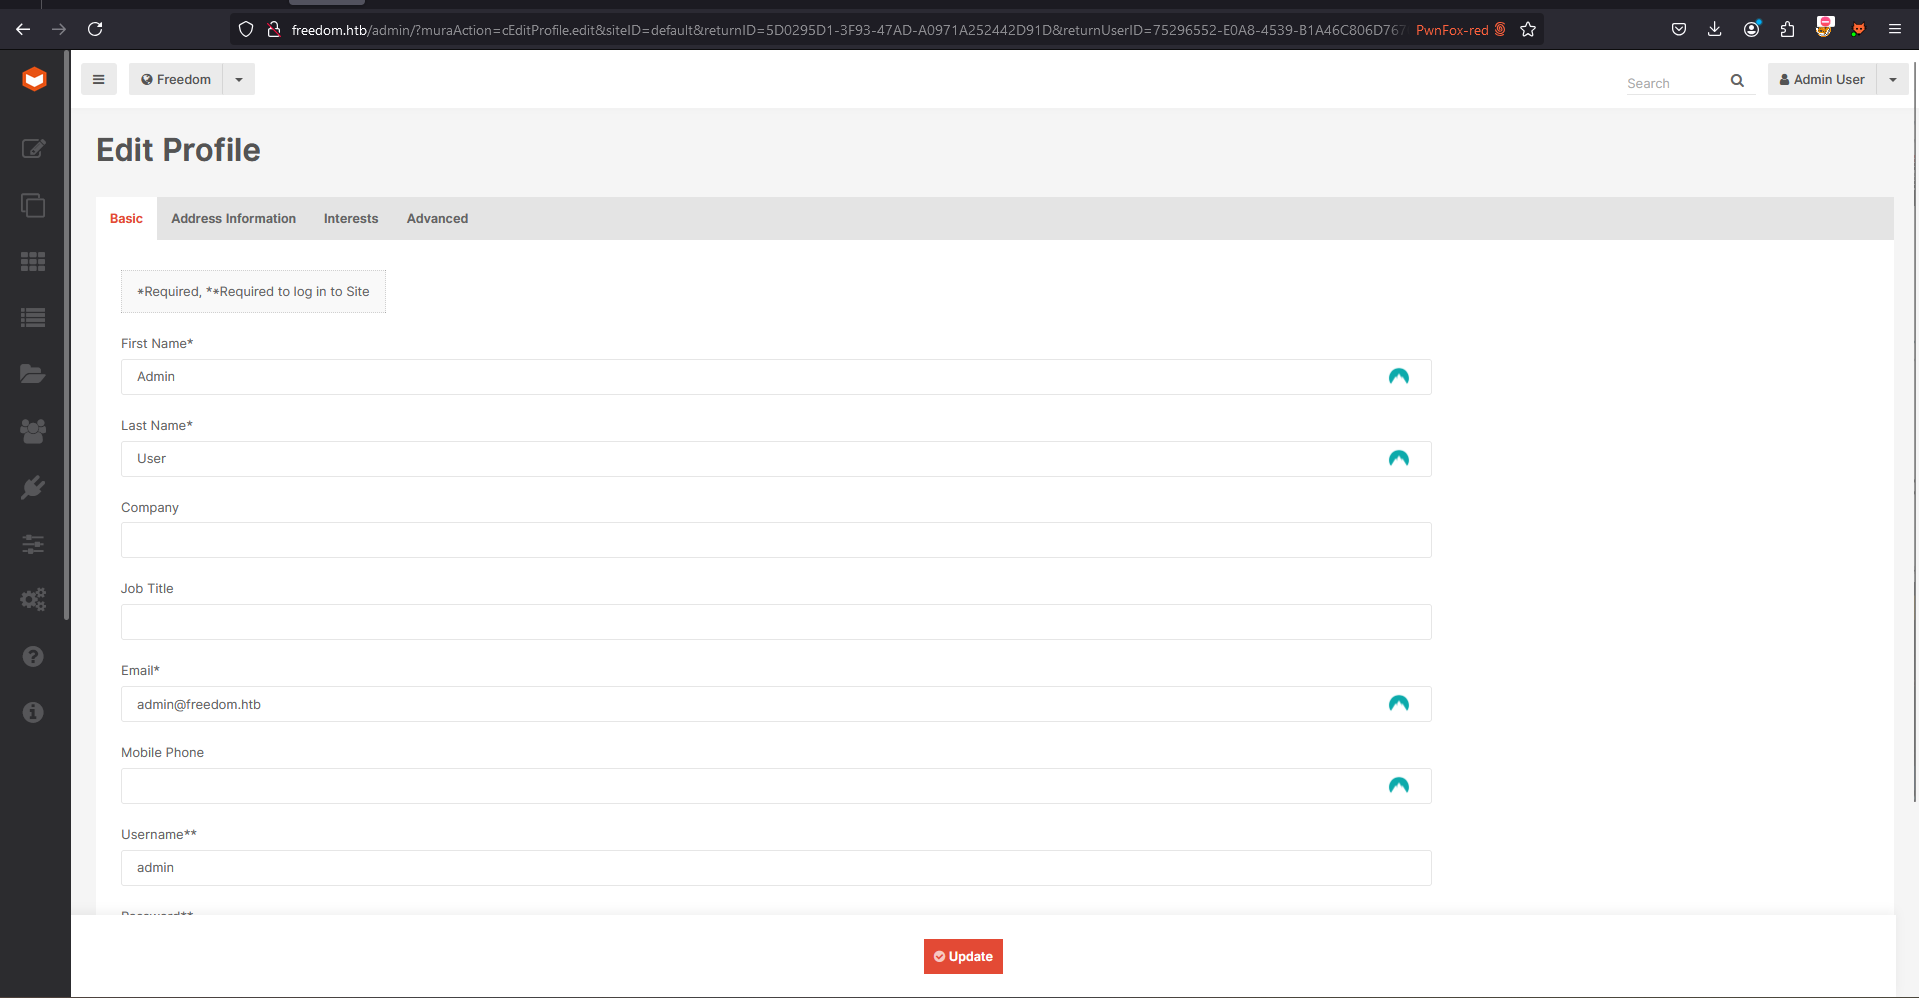 freedom.htb/admin/?muraAction=cEditProfile.edit&siteID=default&returnID=5D0295D1-3F93-47AD-A0971A252442D91D&returnUserID=75296552-E0A8-4539-B1A46C806D767 PwnFox-red
Freedom
Search
Admin User
Edit Profile
Basic Address Information Interests Advanced
*Required, **Required to log in to Site
First Name*
Admin
Last Name*
User
Company
Job Title
Email*
admin@freedom.htb
Mobile Phone
Username**
admin
Password**
Update